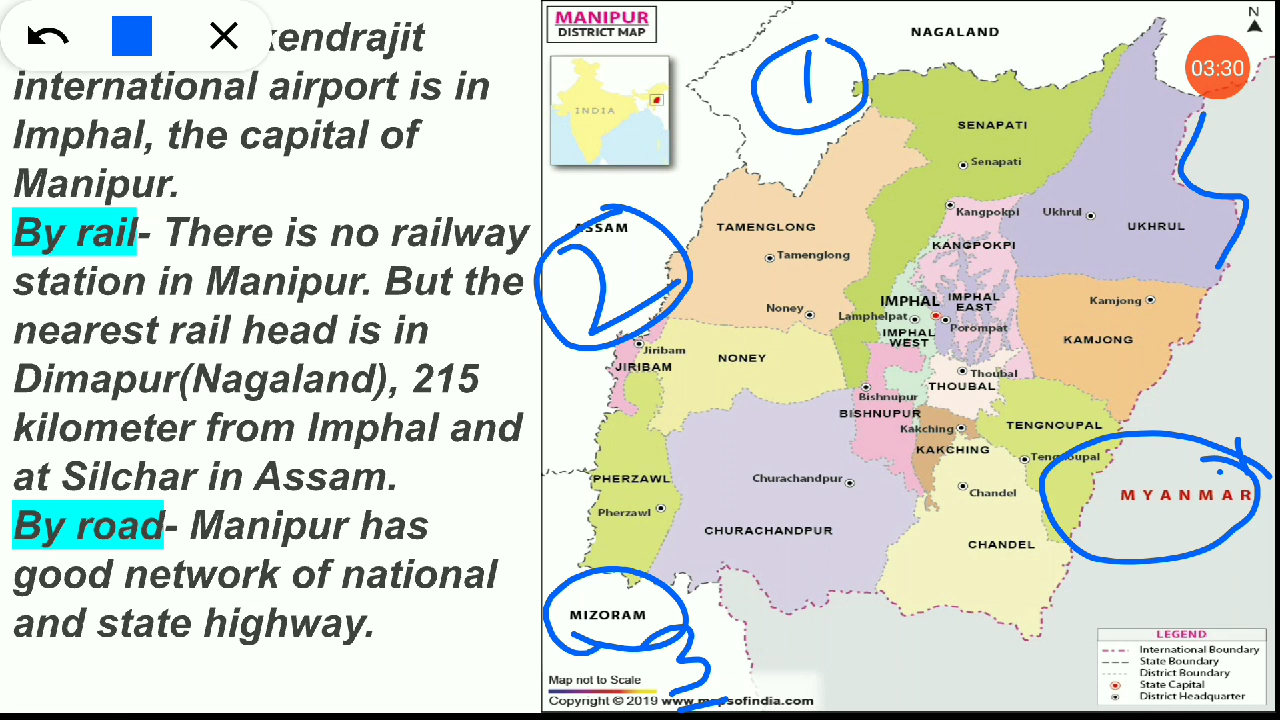 kendrajit
international airport is in
Imphal, the capital of
Manipur.
By rail- There is no railway
station in Manipur. But the
nearest rail head is in
Dimapur(Nagaland), 215
kilometer from Imphal and
at Silchar in Assam.
By road- Manipur has
good network of national
and state highway.
MANIPUR
DISTRICT MAP
INDIA
NAGALAND
N
03:30
1
SENAPATI
Senapati
ASSAM
2
TAMENGLONG
Tamenglong
Kangpokpi
KANGPOKPI
Ukhrul
UKHRUL
Noney
NONEY
IMPHAL
Lamphelpat
IMPHAL
WEST
IMPHAL
EAST
Porompat
Kamjong
KAMJONG
Jiribam
JIRIBAM
Thoubal
THOUBAL
Bishnupur
BISHNUPUR
Kakching
KAKCHING
TENGNOUPAL
Tengnoupal
MYANMAR
PHERZAWL
Pherzawl
Churachandpur
CHURACHANDPUR
Chandel
CHANDEL
MIZORAM
3
Map not to Scale
Copyright © 2019 www.mapsofindia.com
LEGEND
International Boundary
State Boundary
District Boundary
State Capital
District Headquarter